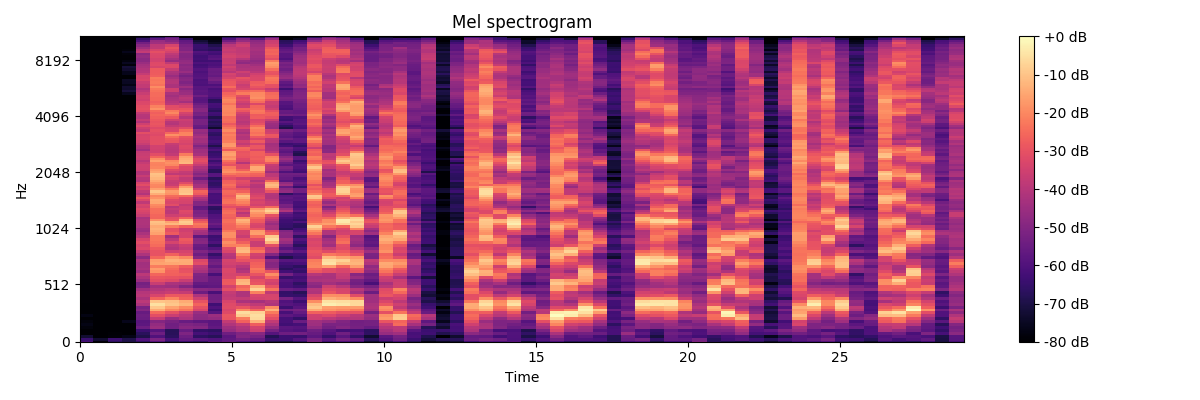 Mel spectrogram
8192
4096
2048
1024
512
0
Hz
0 5 10 15 20 25
Time
+0 dB
-10 dB
-20 dB
-30 dB
-40 dB
-50 dB
-60 dB
-70 dB
-80 dB